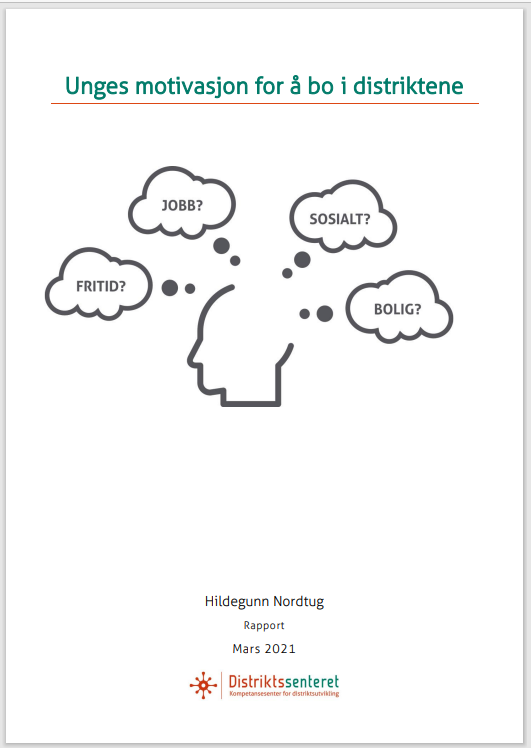 Unges motivasjon for å bo i distriktene
JOBB?
SOSIALT?
FRITID?
BOLIG?
Hildegunn Nordtug
Rapport
Mars 2021
Distriktssenteret
Kompetansesenter for distriktsutvikling